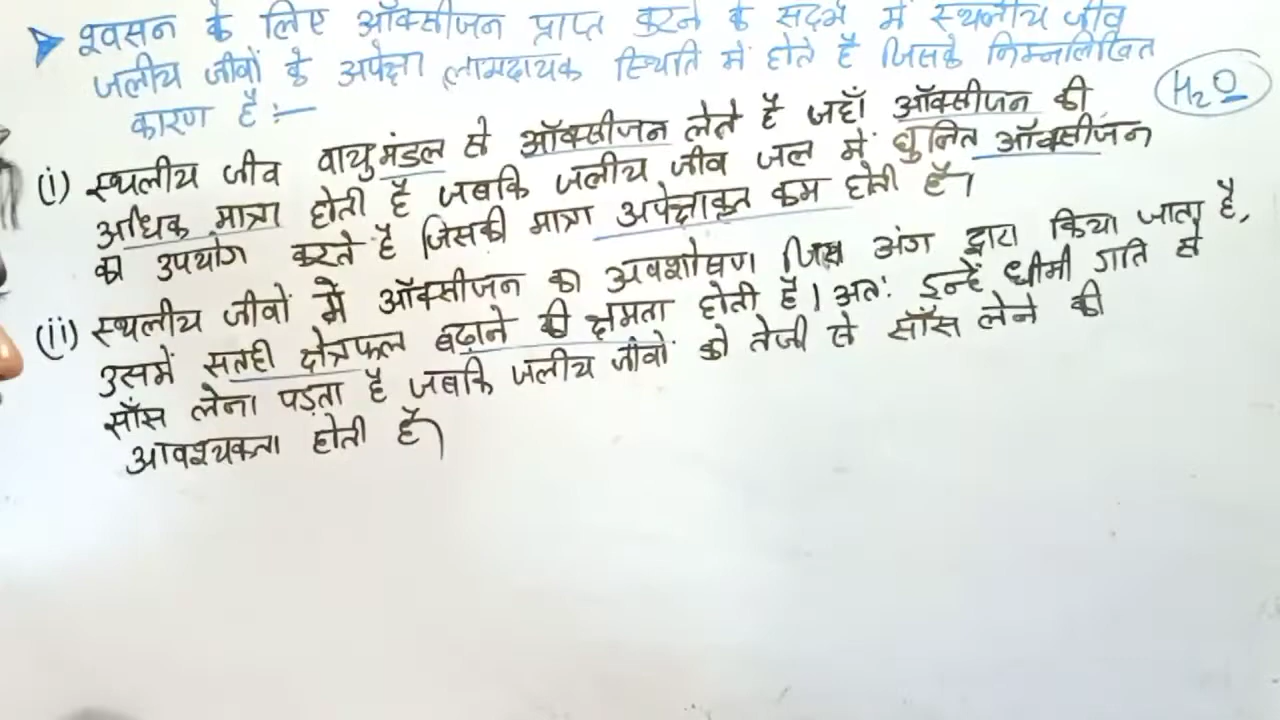 श्वसन के लिए ऑक्सीजन प्राप्त करने के संदर्भ में स्थलीय जीव
जलीय जीवों के अपेक्षा लाभदायक स्थिति में होते है जिसके निम्नलिखित
कारण है :—
H₂O
(i) स्थलीय जीव वायुमंडल से ऑक्सीजन लेते है जहाँ ऑक्सीजन की
अधिक मात्रा होती है जबकि जलीय जीव जल में धुलित ऑक्सीजन
का उपयोग करते है जिसकी मात्रा अपेक्षाकृत कम होती है।
(ii) स्थलीय जीवों में ऑक्सीजन का अवशोषण जिस अंग द्वारा किया जाता है,
उसमें सतही क्षेत्रफल बढ़ाने की क्षमता होती है। अतः इन्हें धीमी गति से
साँस लेना पड़ता है जबकि जलीय जीवों को तेजी से साँस लेने की
आवश्यकता होती है।